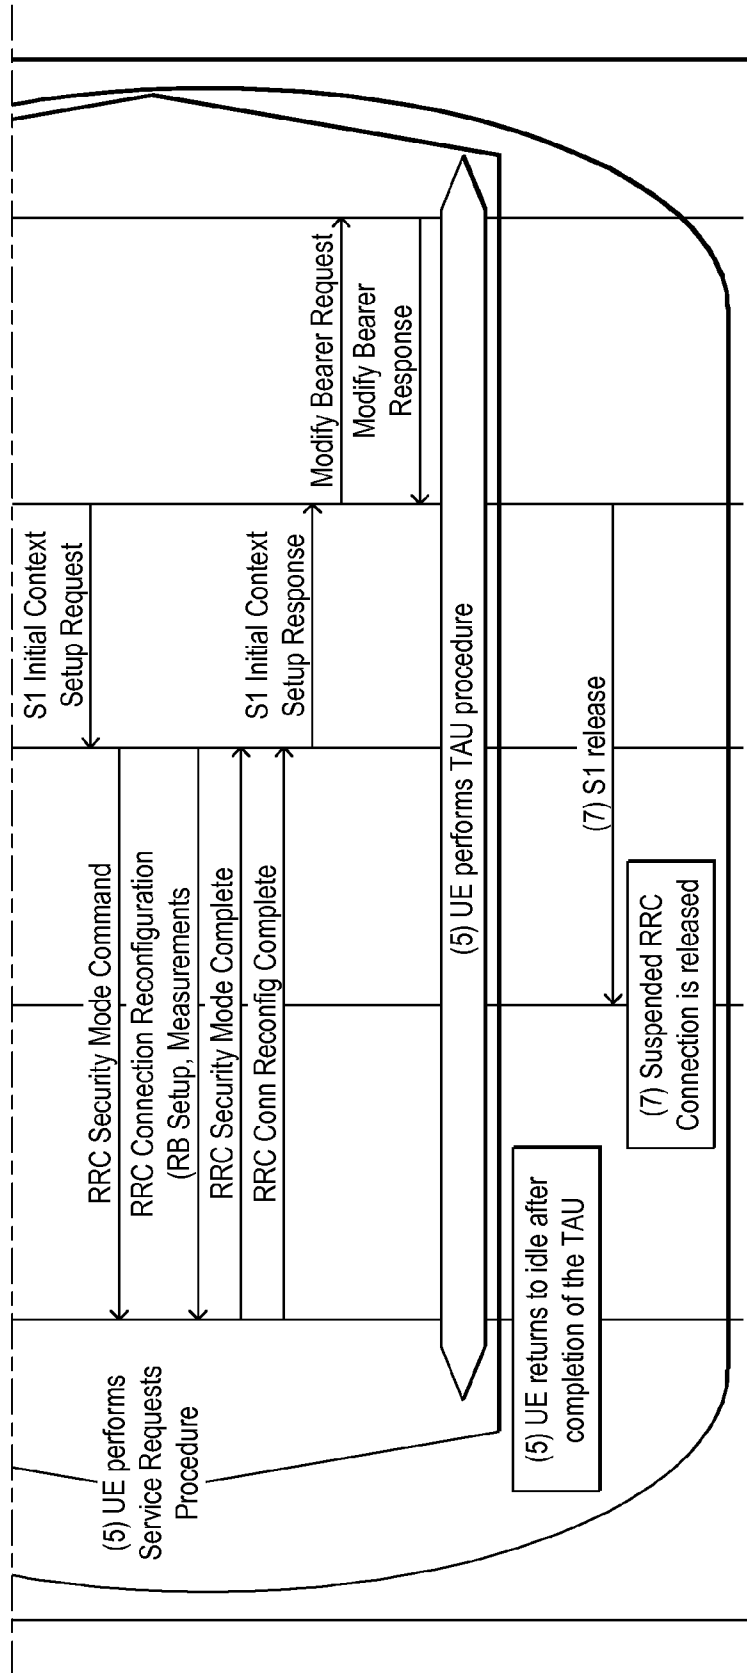 S1 Initial Context
Setup Request
RRC Security Mode Command
RRC Connection Reconfiguration
(RB Setup, Measurements
RRC Security Mode Complete
RRC Conn Reconfig Complete
(5) UE performs
Service Requests
Procedure
S1 Initial Context
Setup Response
Modify Bearer Request
Modify Bearer
Response
(5) UE performs TAU procedure
(5) UE returns to idle after
completion of the TAU
(7) S1 release
(7) Suspended RRC
Connection is released